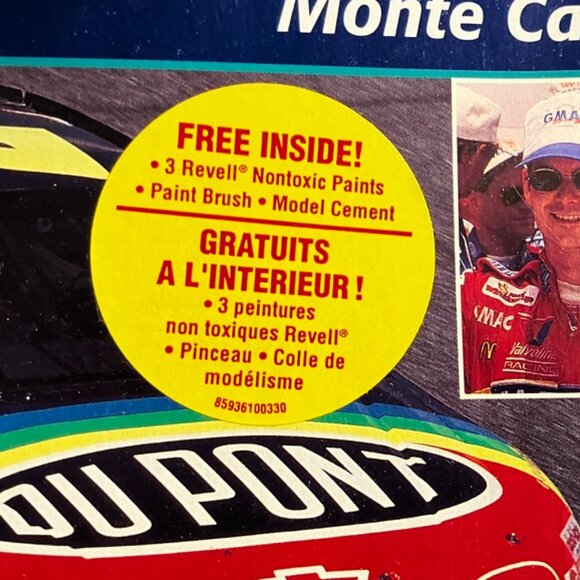 Monte Ca
FREE INSIDE!
• 3 Revell® Nontoxic Paints
• Paint Brush • Model Cement
GRATUITS
A L'INTERIEUR!
• 3 peintures
non toxiques Revell®
• Pinceau • Colle de
modélisme
85936100330
GMA
GMAC
Valvoline
RACING
DU PONT